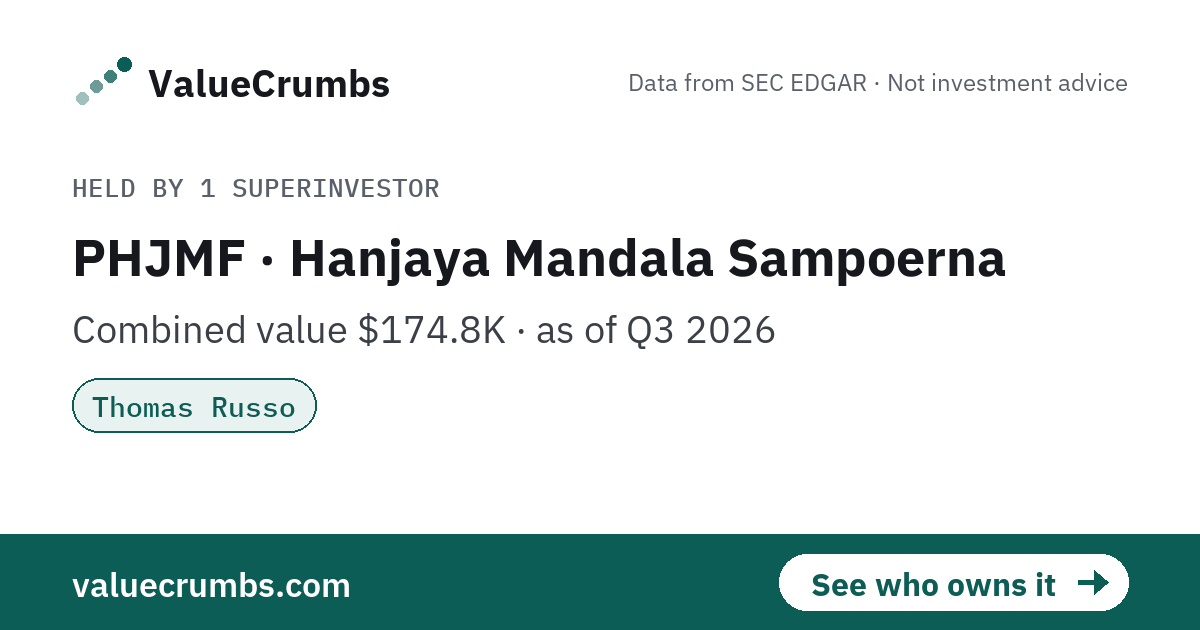 ValueCrumbs
Data from SEC EDGAR · Not investment advice
HELD BY 1 SUPERINVESTOR
PHJMF · Hanjaya Mandala Sampoerna
Combined value $174.8K · as of Q3 2026
Thomas Russo
valuecrumbs.com
See who owns it →